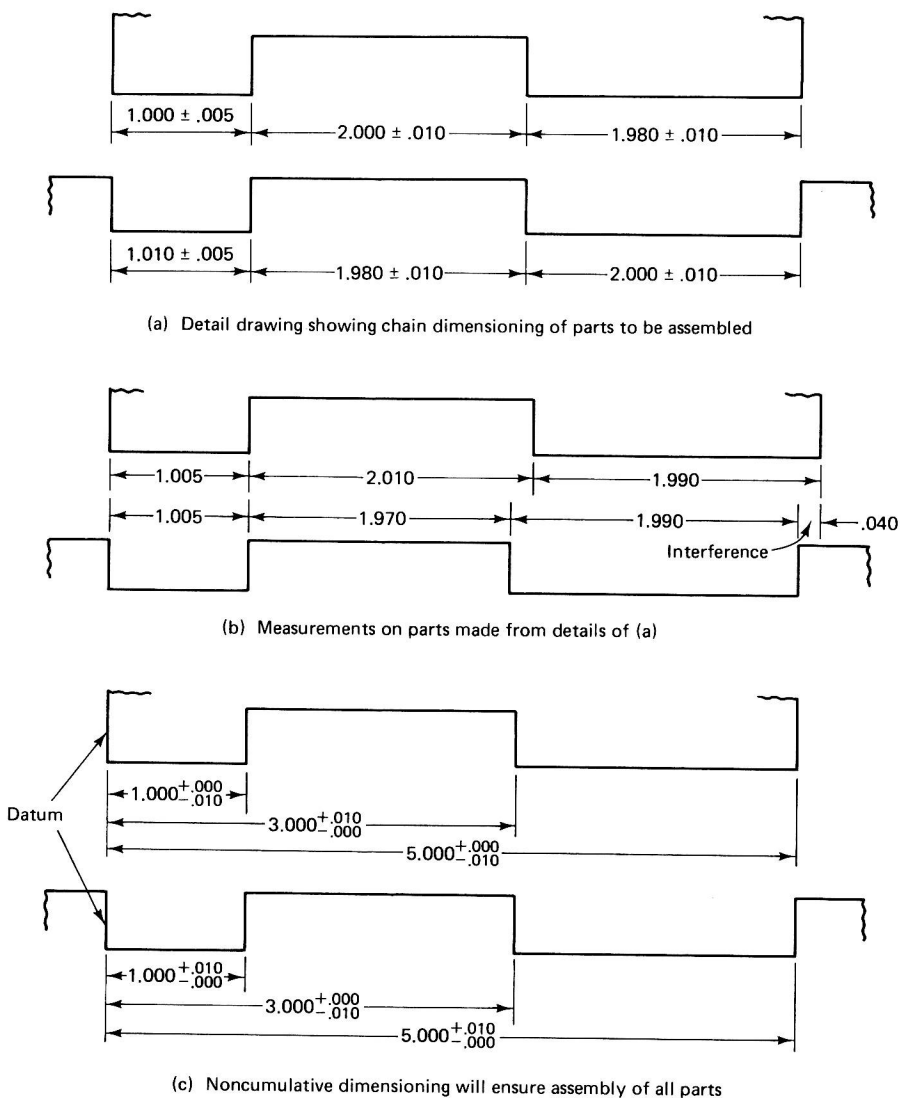 1.000 ± .005
2.000 ± .010
1.980 ± .010
1.010 ± .005
1.980 ± .010
2.000 ± .010
(a) Detail drawing showing chain dimensioning of parts to be assembled
1.005
2.010
1.990
1.005
1.970
1.990
.040
Interference
(b) Measurements on parts made from details of (a)
Datum
1.000 +.000 -.010
3.000 +.010 -.000
5.000 +.000 -.010
1.000 +.010 -.000
3.000 +.000 -.010
5.000 +.010 -.000
(c) Noncumulative dimensioning will ensure assembly of all parts